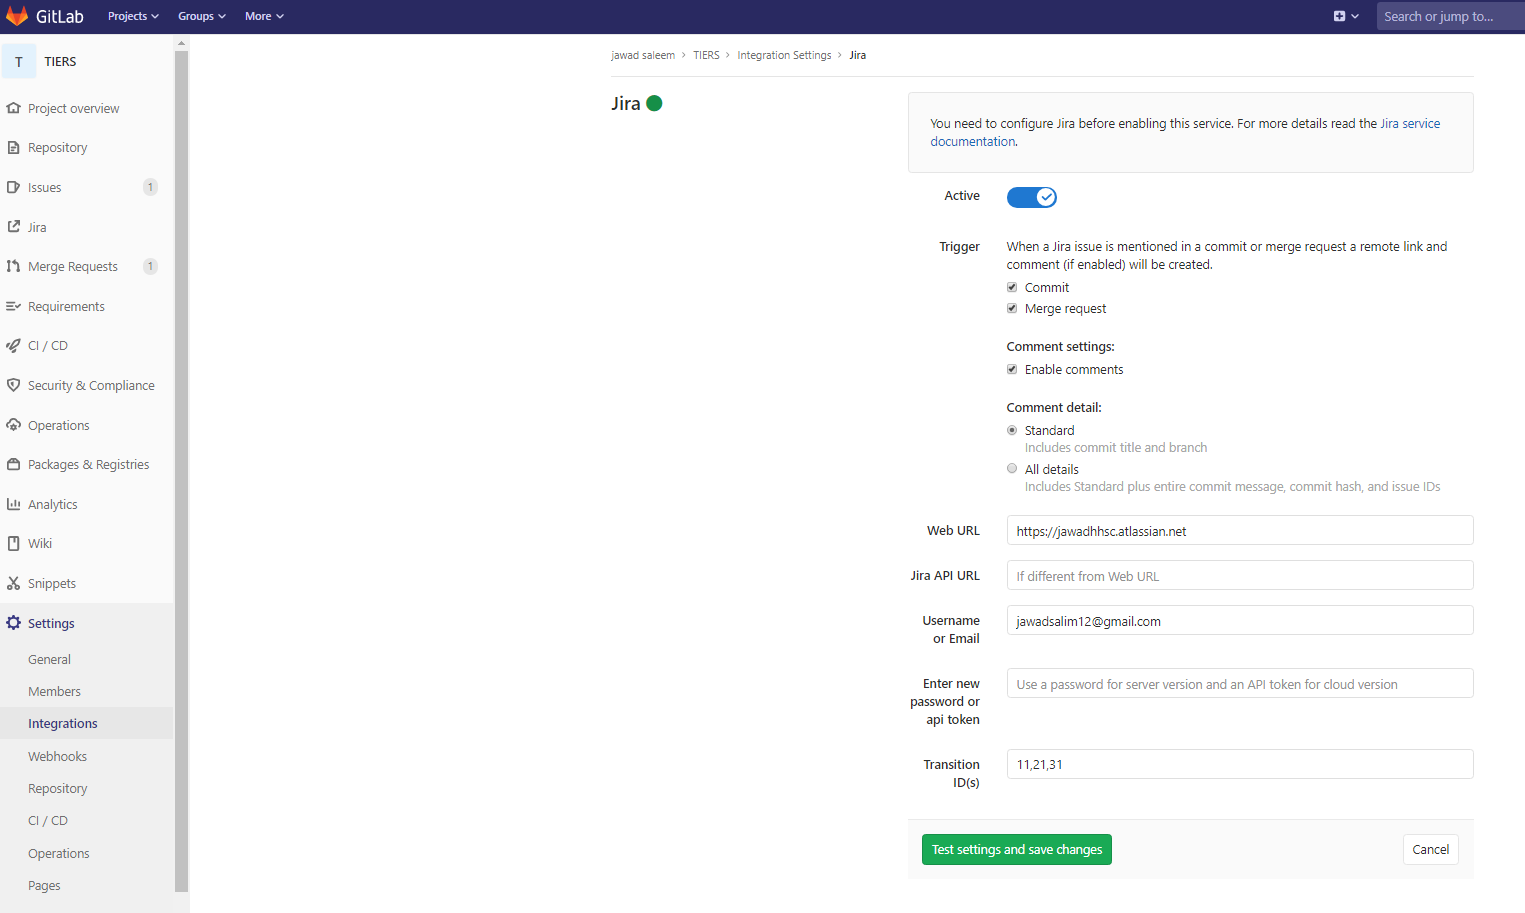 GitLab
Projects
Groups
More
Search or jump to...
T
TIERS
Project overview
Repository
Issues
1
Jira
Merge Requests
1
Requirements
CI / CD
Security & Compliance
Operations
Packages & Registries
Analytics
Wiki
Snippets
Settings
General
Members
Integrations
Webhooks
Repository
CI / CD
Operations
Pages
jawad saleem › TIERS › Integration Settings › Jira
Jira
You need to configure Jira before enabling this service. For more details read the Jira service
documentation.
Active
Trigger
When a Jira issue is mentioned in a commit or merge request a remote link and
comment (if enabled) will be created.
Commit
Merge request
Comment settings:
Enable comments
Comment detail:
Standard
Includes commit title and branch
All details
Includes Standard plus entire commit message, commit hash, and issue IDs
Web URL
https://jawadhhsc.atlassian.net
Jira API URL
If different from Web URL
Username
or Email
jawadsalim12@gmail.com
Enter new
password or
api token
Use a password for server version and an API token for cloud version
Transition
ID(s)
11,21,31
Test settings and save changes
Cancel